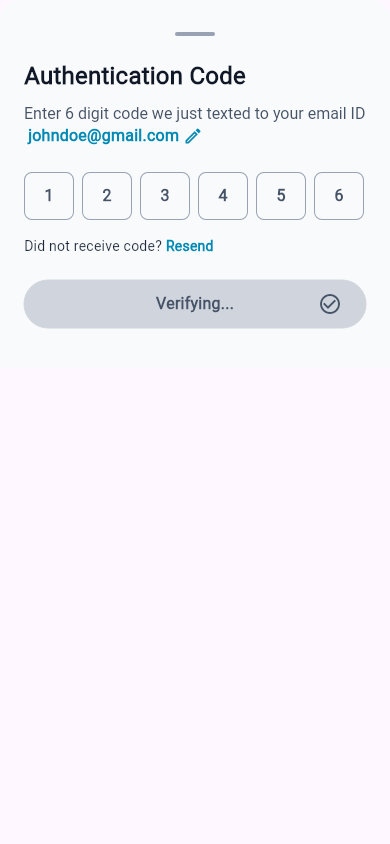 Authentication Code
Enter 6 digit code we just texted to your email ID
johndoe@gmail.com
1 2 3 4 5 6
Did not receive code? Resend
Verifying...